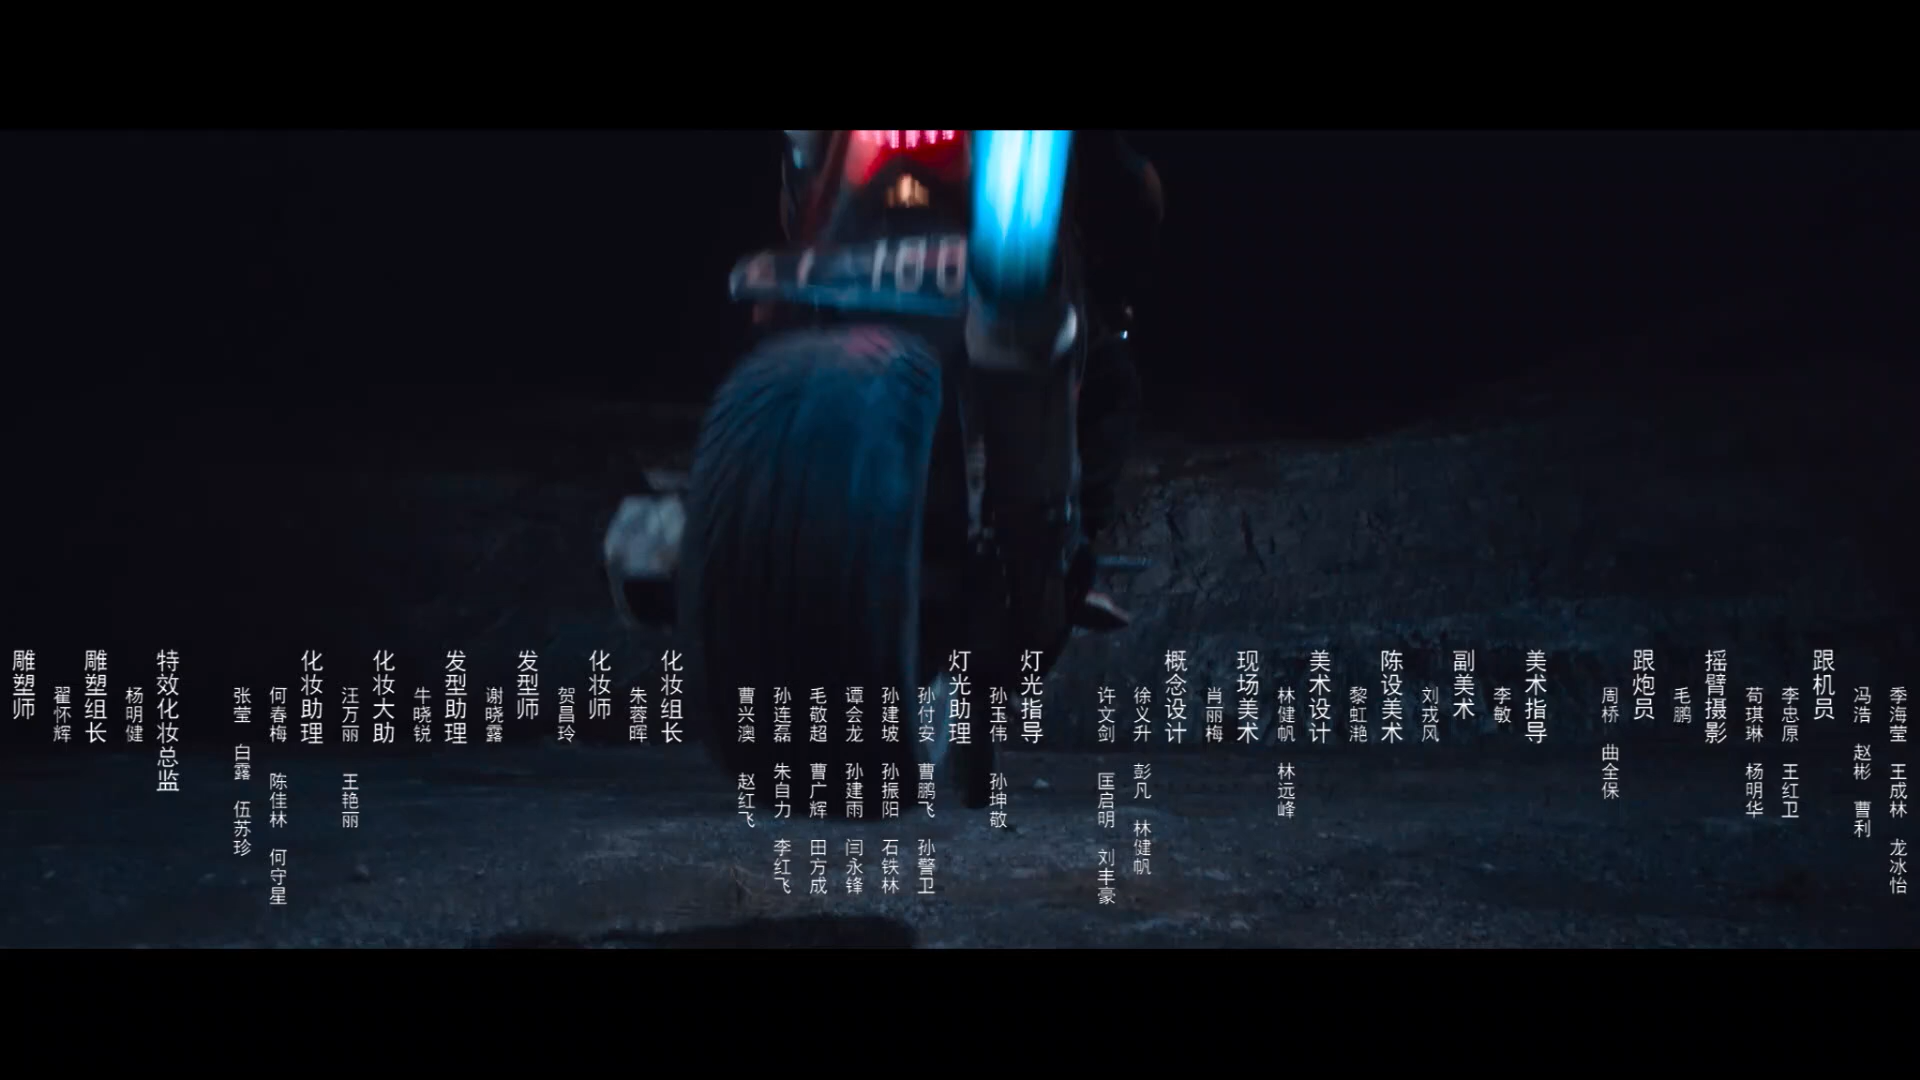 季海莹 王成林 龙冰怡
冯浩 赵彬 曹利
跟机员
李忠原 王红卫
荀琪琳 杨明华
摇臂摄影
毛鹏
跟炮员
周桥 曲全保
美术指导
李敏
副美术
刘戎风
陈设美术
黎虹滟
美术设计
林健帆 林远峰
现场美术
肖丽梅
概念设计
徐义升 彭凡 林健帆
许文剑 匡启明 刘丰豪
灯光指导
孙玉伟 孙坤敬
灯光助理
孙付安 曹鹏飞 孙警卫
孙建坡 孙振阳 石铁林
谭会龙 孙建雨 闫永锋
毛敬超 曹广辉 田方成
孙连磊 朱自力 李红飞
曹兴澳 赵红飞
化妆组长
朱蓉晖
化妆师
贺昌玲
发型师
谢晓露
发型助理
牛晓锐
化妆大助
汪万丽 王艳丽
化妆助理
何春梅 陈佳林 何守星
张莹 白露 伍苏珍
特效化妆总监
杨明健
雕塑组长
翟怀辉
雕塑师